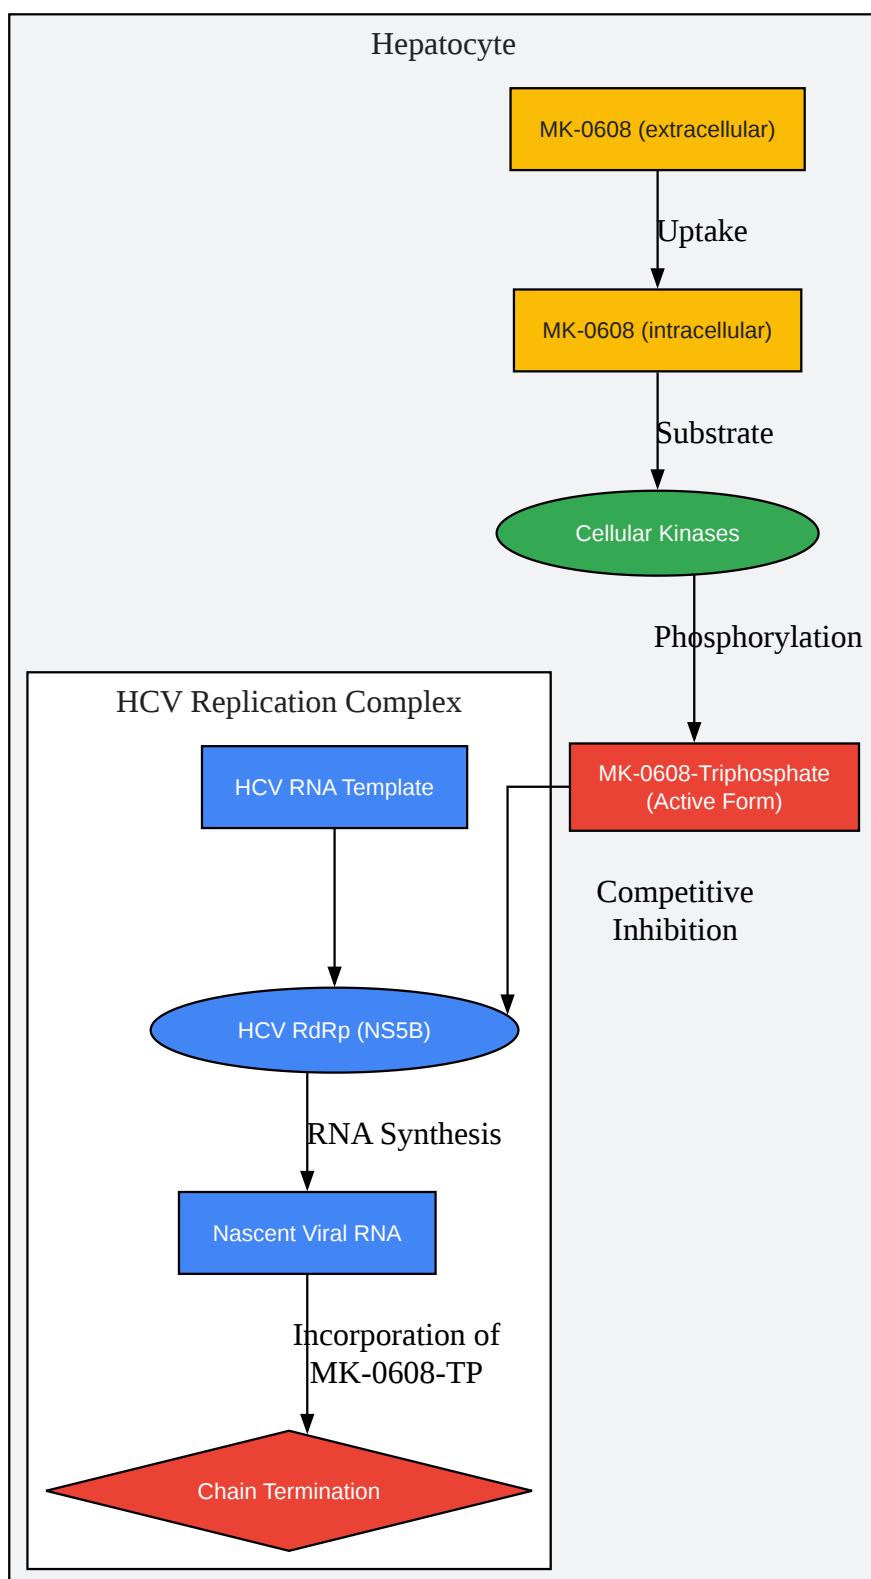 Hepatocyte
MK-0608 (extracellular)
Uptake
MK-0608 (intracellular)
Substrate
Cellular Kinases
Phosphorylation
HCV Replication Complex
HCV RNA Template
MK-0608-Triphosphate
(Active Form)
Competitive
Inhibition
HCV RdRp (NS5B)
RNA Synthesis
Nascent Viral RNA
Incorporation of
MK-0608-TP
Chain Termination